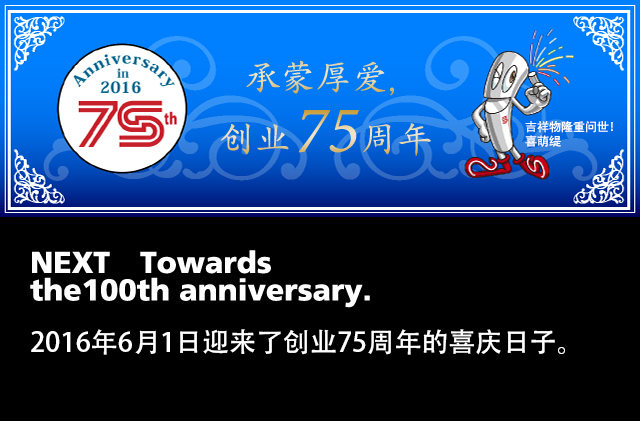 Anniversary
in
2016
75th
承蒙厚爱,
创业75周年
吉祥物隆重问世!
喜萌缇
NEXT　Towards
the100th anniversary.
2016年6月1日迎来了创业75周年的喜庆日子。